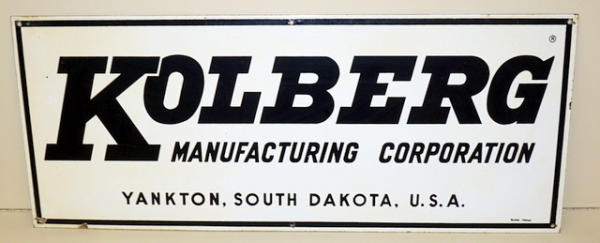 KOLBERG ®
MANUFACTURING CORPORATION
YANKTON, SOUTH DAKOTA, U.S.A.